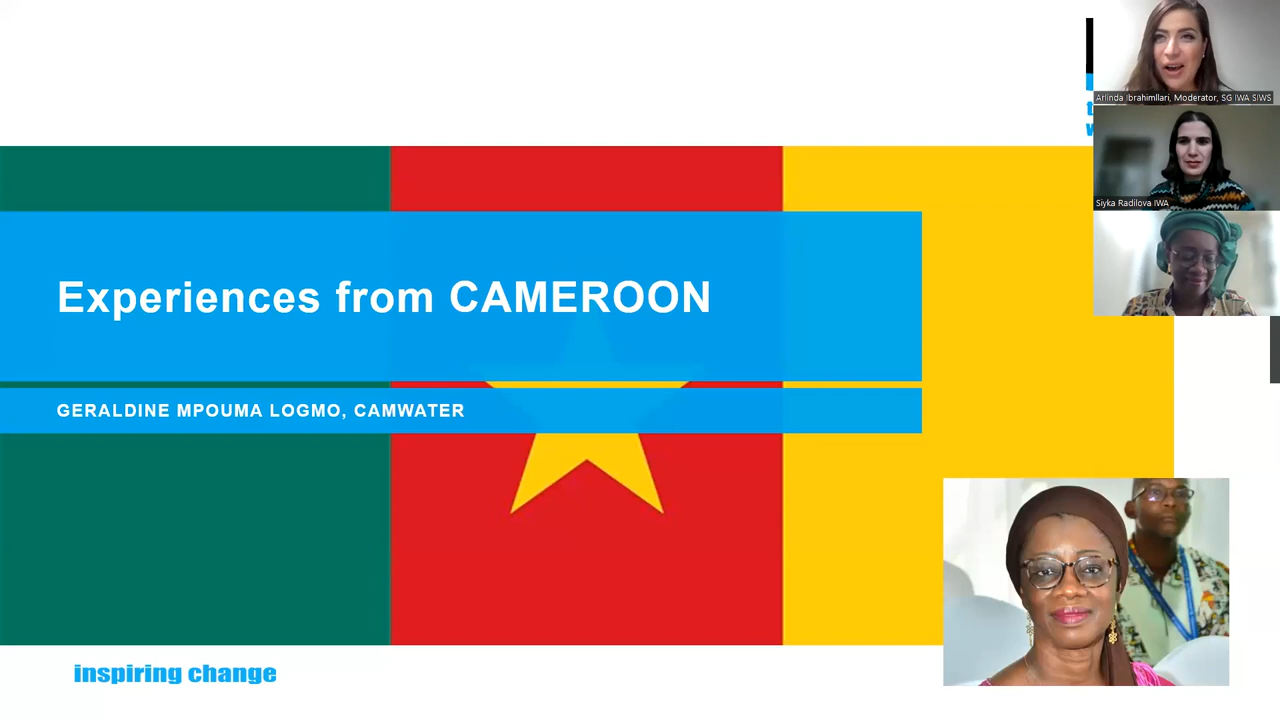 Experiences from CAMEROON
GERALDINE MPOUMA LOGMO, CAMWATER
inspiring change
Arlinda Ibrahimllari, Moderator, SG IWA SIWS
Siyka Radilova IWA